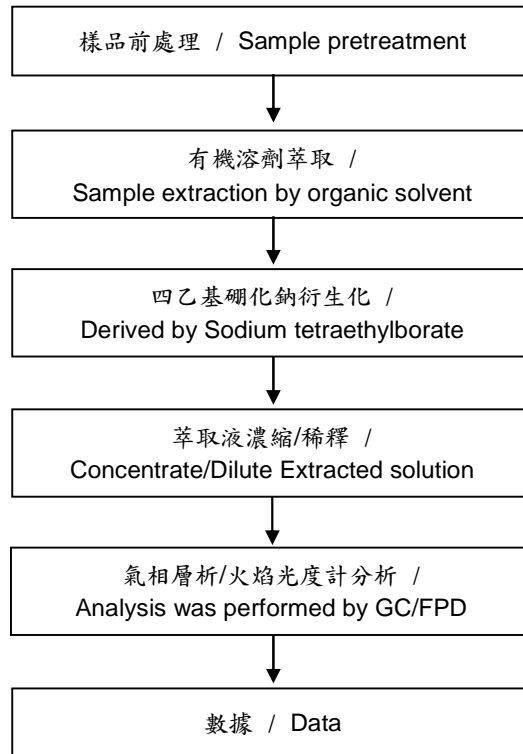 樣品前處理 / Sample pretreatment
有機溶劑萃取 /
Sample extraction by organic solvent
四乙基硼化鈉衍生化 /
Derived by Sodium tetraethylborate
萃取液濃縮/稀釋 /
Concentrate/Dilute Extracted solution
氣相層析/火焰光度計分析 /
Analysis was performed by GC/FPD
數據 / Data